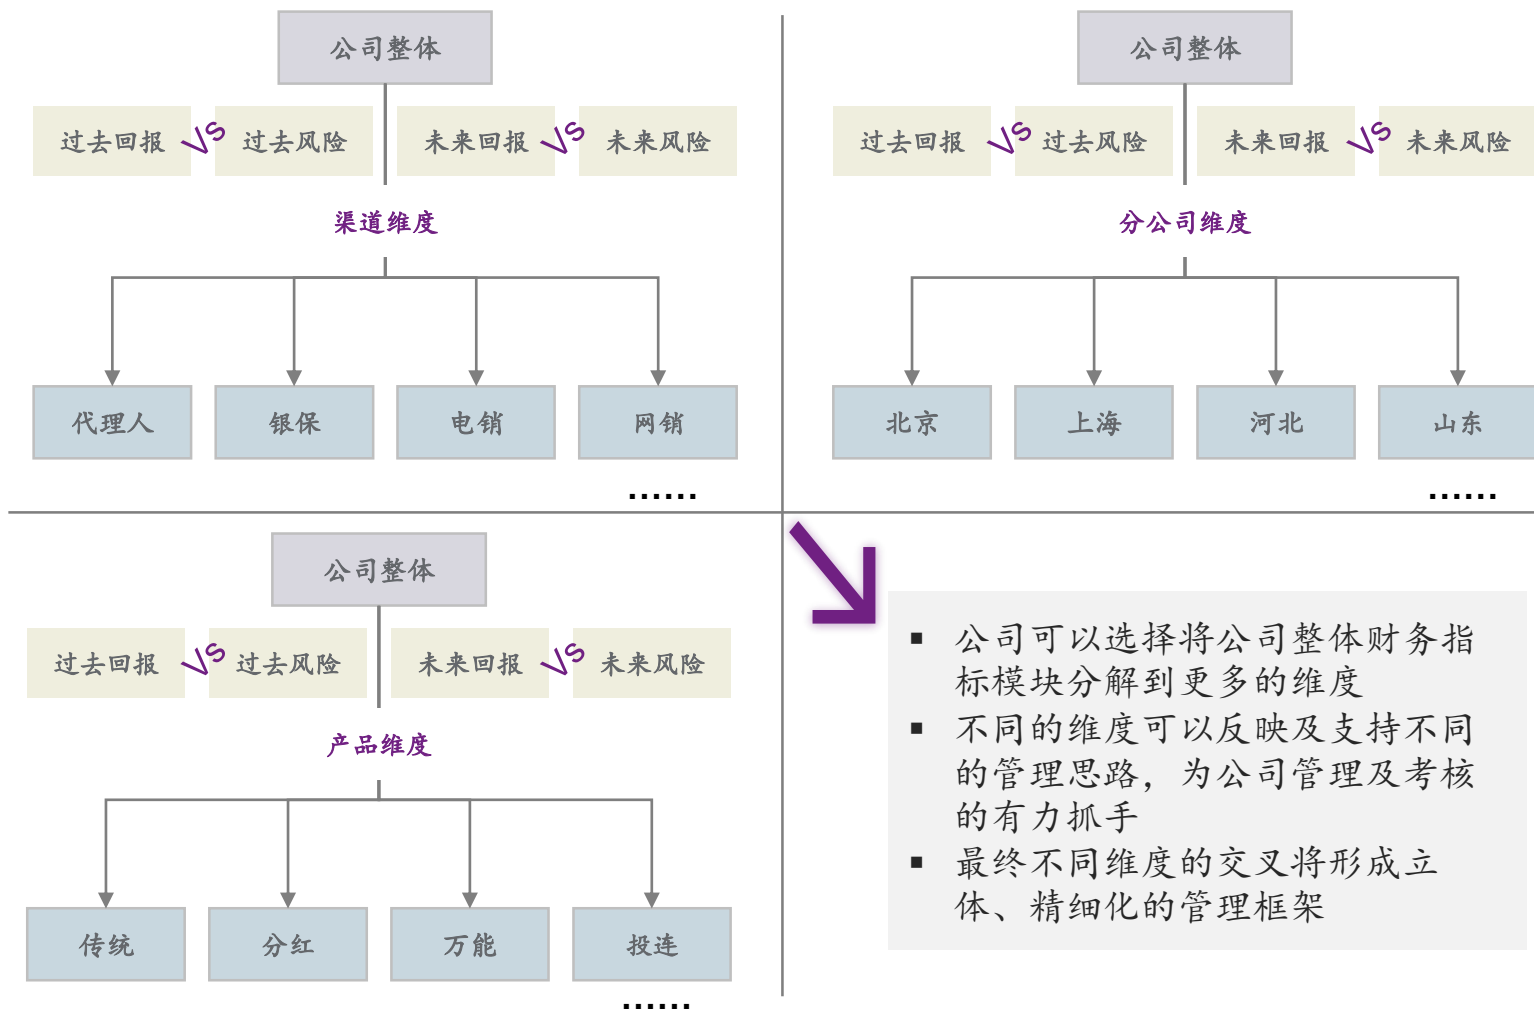 公司整体
过去回报 Vs 过去风险 未来回报 Vs 未来风险
渠道维度
代理人 银保 电销 网销
......
公司整体
过去回报 Vs 过去风险 未来回报 Vs 未来风险
分公司维度
北京 上海 河北 山东
......
公司整体
过去回报 Vs 过去风险 未来回报 Vs 未来风险
产品维度
传统 分红 万能 投连
......
▪ 公司可以选择将公司整体财务指
标模块分解到更多的维度
▪ 不同的维度可以反映及支持不同
的管理思路，为公司管理及考核
的有力抓手
▪ 最终不同维度的交叉将形成立
体、精细化的管理框架